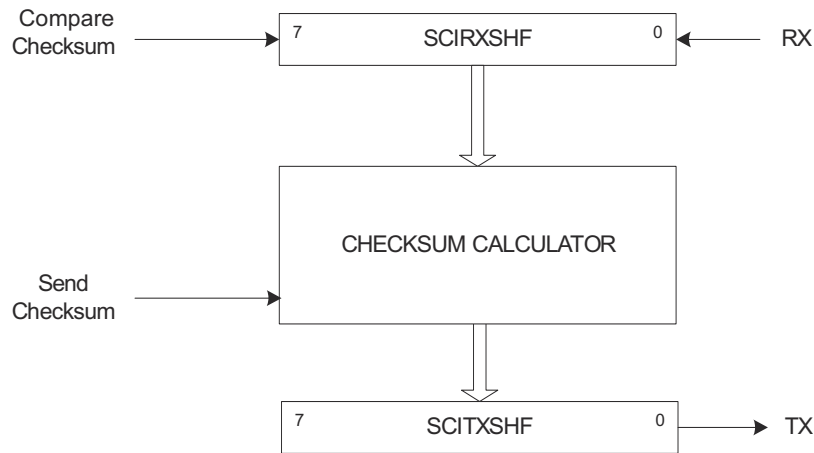 Compare
Checksum
7 SCIRXSHF 0
RX
CHECKSUM CALCULATOR
Send
Checksum
7 SCITXSHF 0
TX